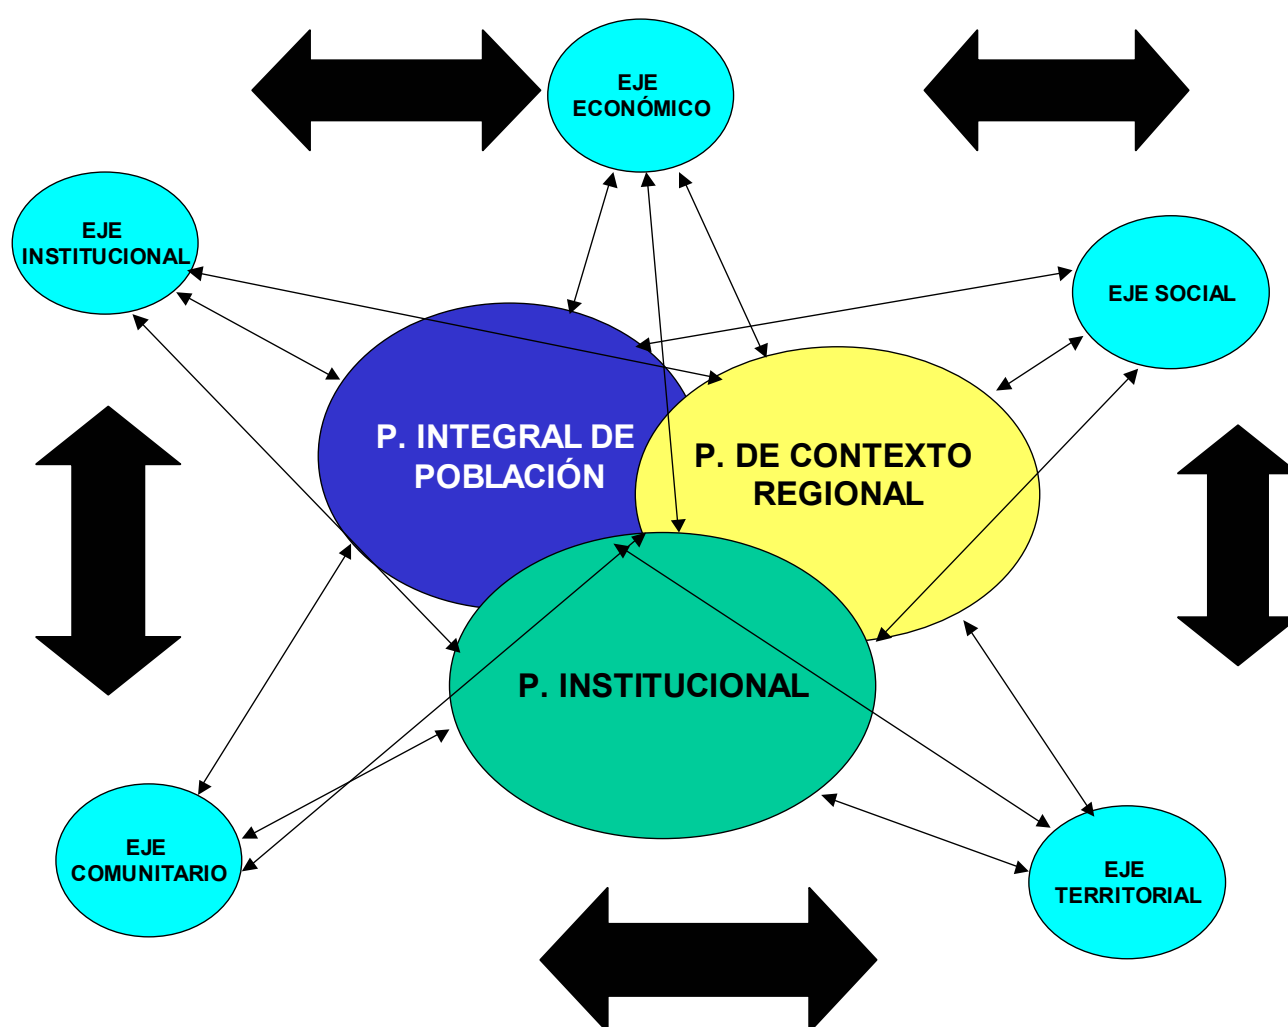 EJE
ECONÓMICO
EJE
INSTITUCIONAL
EJE SOCIAL
P. INTEGRAL DE
POBLACIÓN
P. DE CONTEXTO
REGIONAL
P. INSTITUCIONAL
EJE
COMUNITARIO
EJE
TERRITORIAL